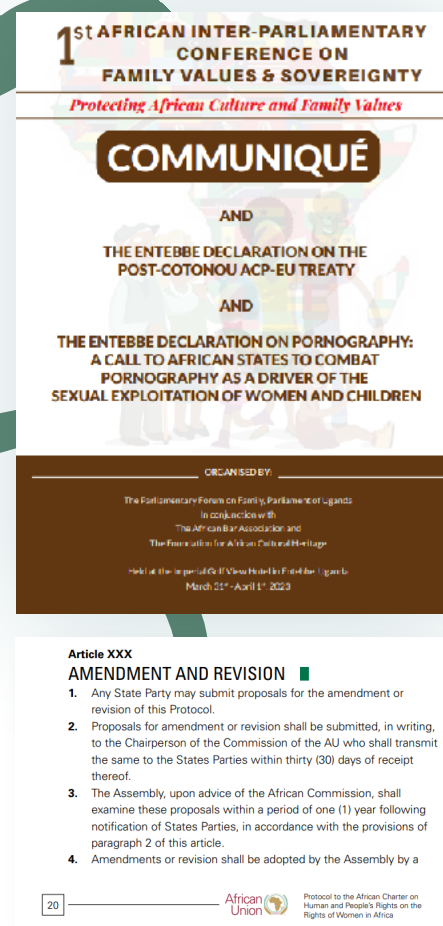 1st AFRICAN INTER-PARLIAMENTARY
CONFERENCE ON
FAMILY VALUES & SOVEREIGNTY
Protecting African Culture and Family Values
COMMUNIQUÉ
AND
THE ENTEBBE DECLARATION ON THE
POST-COTONOU ACP-EU TREATY
AND
THE ENTEBBE DECLARATION ON PORNOGRAPHY:
A CALL TO AFRICAN STATES TO COMBAT
PORNOGRAPHY AS A DRIVER OF THE
SEXUAL EXPLOITATION OF WOMEN AND CHILDREN
ORGANISED BY:
The Parliamentary Forum on Family, Parliament of Uganda
In conjunction with
The African Bar Association and
The Foundation for African Cultural Heritage
Held at the Imperial Golf View Hotel in Entebbe Uganda
March 31st - April 1st, 2023
Article XXX
AMENDMENT AND REVISION
1. Any State Party may submit proposals for the amendment or
revision of this Protocol.
2. Proposals for amendment or revision shall be submitted, in writing,
to the Chairperson of the Commission of the AU who shall transmit
the same to the States Parties within thirty (30) days of receipt
thereof.
3. The Assembly, upon advice of the African Commission, shall
examine these proposals within a period of one (1) year following
notification of States Parties, in accordance with the provisions of
paragraph 2 of this article.
4. Amendments or revision shall be adopted by the Assembly by a
20
African
Union
Protocol to the African Charter on
Human and People's Rights on the
Rights of Women in Africa